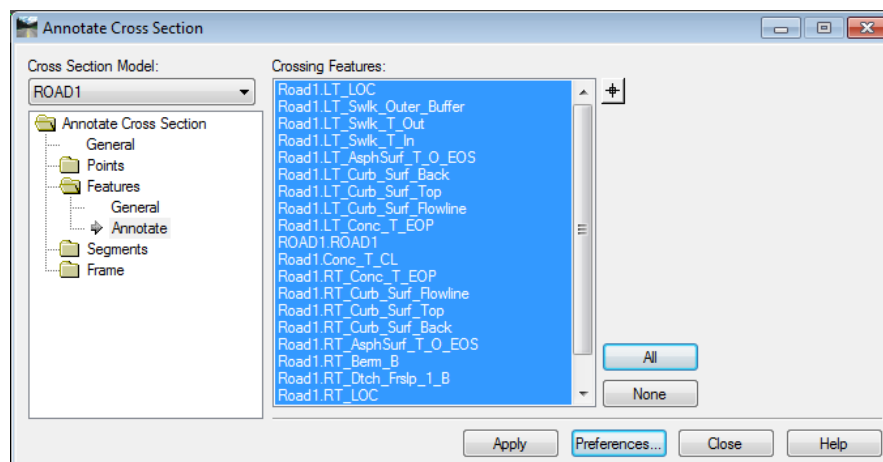 Annotate Cross Section
Cross Section Model:
ROAD1
Annotate Cross Section
General
Points
Features
General
Annotate
Segments
Frame
Crossing Features:
Road1.LT_LOC
Road1.LT_Swlk_Outer_Buffer
Road1.LT_Swlk_T_Out
Road1.LT_Swlk_T_In
Road1.LT_AsphSurf_T_O_EOS
Road1.LT_Curb_Surf_Back
Road1.LT_Curb_Surf_Top
Road1.LT_Curb_Surf_Flowline
Road1.LT_Conc_T_EOP
ROAD1.ROAD1
Road1.Conc_T_CL
Road1.RT_Conc_T_EOP
Road1.RT_Curb_Surf_Flowline
Road1.RT_Curb_Surf_Top
Road1.RT_Curb_Surf_Back
Road1.RT_AsphSurf_T_O_EOS
Road1.RT_Berm_B
Road1.RT_Dtch_Frslp_1_B
Road1.RT_LOC
All
None
Apply
Preferences...
Close
Help